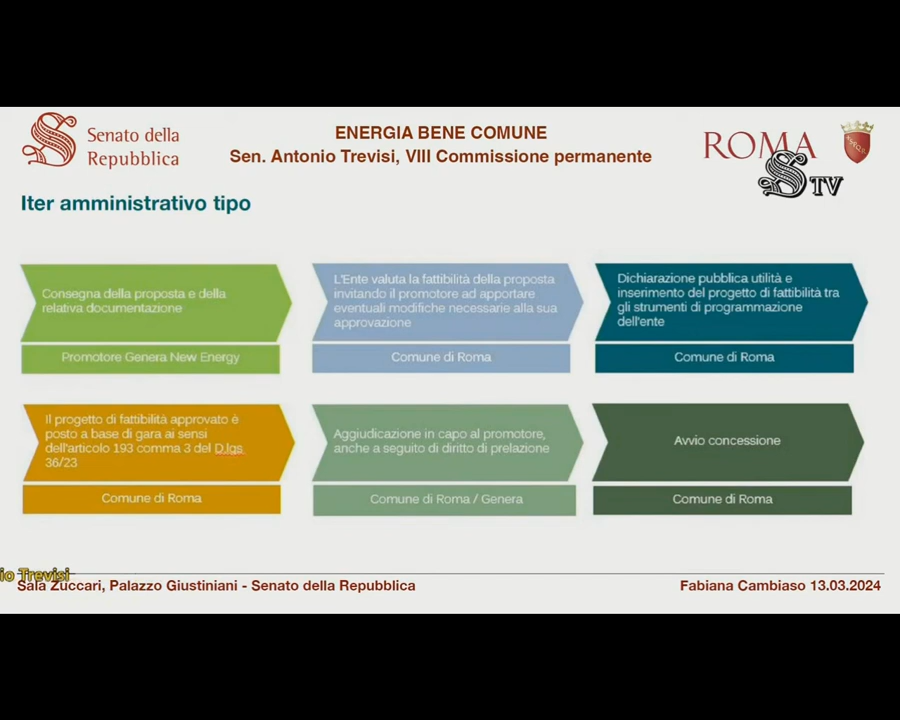 Senato della
Repubblica
ENERGIA BENE COMUNE
Sen. Antonio Trevisi, VIII Commissione permanente
ROMA
S TV
Iter amministrativo tipo
Consegna della proposta e della
relativa documentazione
Promotore Genera New Energy
L'Ente valuta la fattibilità della proposta
invitando il promotore ad apportare
eventuali modifiche necessarie alla sua
approvazione
Comune di Roma
Dichiarazione pubblica utilità e
inserimento del progetto di fattibilità tra
gli strumenti di programmazione
dell'ente
Comune di Roma
Il progetto di fattibilità approvato è
posto a base di gara ai sensi
dell'articolo 193 comma 3 del D.lgs
36/23
Comune di Roma
Aggiudicazione in capo al promotore,
anche a seguito di diritto di prelazione
Comune di Roma / Genera
Avvio concessione
Comune di Roma
io Trevisi
Sala Zuccari, Palazzo Giustiniani - Senato della Repubblica
Fabiana Cambiaso 13.03.2024